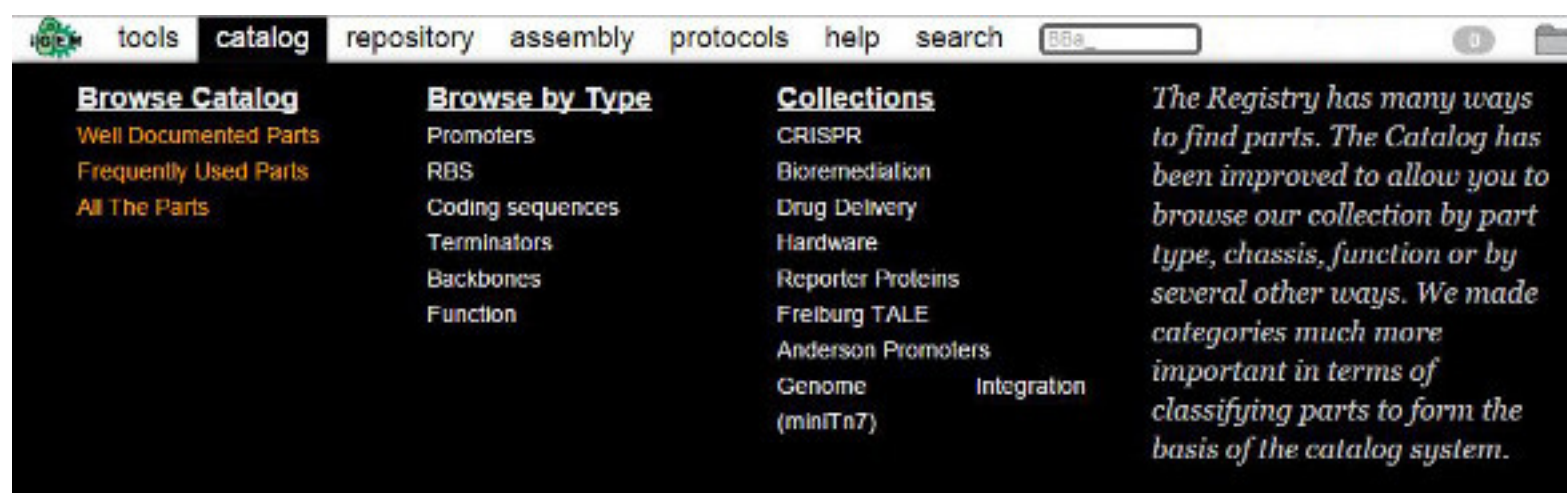 iGEM tools catalog repository assembly protocols help search BBa_ 0
Browse Catalog
Well Documented Parts
Frequently Used Parts
All The Parts
Browse by Type
Promoters
RBS
Coding sequences
Terminators
Backbones
Function
Collections
CRISPR
Bioremediation
Drug Delivery
Hardware
Reporter Proteins
Freiburg TALE
Anderson Promoters
Genome Integration
(miniTn7)
The Registry has many ways
to find parts. The Catalog has
been improved to allow you to
browse our collection by part
type, chassis, function or by
several other ways. We made
categories much more
important in terms of
classifying parts to form the
basis of the catalog system.